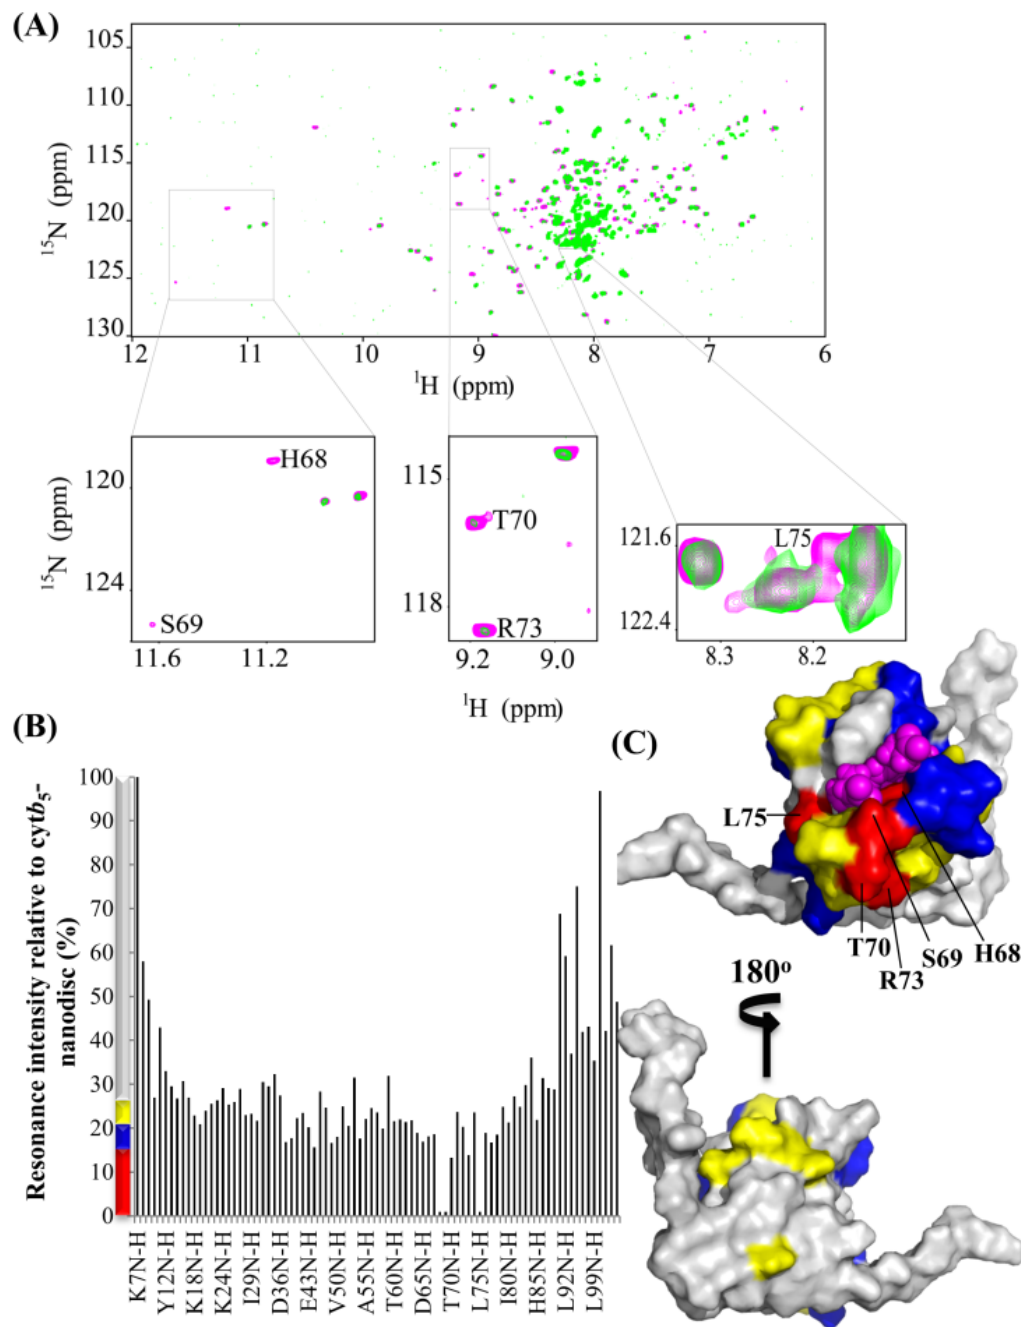 (A)
105
110
115
120
125
130
¹⁵N (ppm)
12 11 10 9 8 7 6
¹H (ppm)
120
124
¹⁵N (ppm)
H68
S69
11.6 11.2
115
118
T70
R73
9.2 9.0
¹H (ppm)
121.6
122.4
L75
8.3 8.2
(B)
100
90
80
70
60
50
40
30
20
10
0
Resonance intensity relative to cytb₅-
nanodisc (%)
K7N-H
Y12N-H
K18N-H
K24N-H
I29N-H
D36N-H
E43N-H
V50N-H
A55N-H
T60N-H
D65N-H
T70N-H
L75N-H
I80N-H
H85N-H
L92N-H
L99N-H
(C)
L75
T70
R73
S69
H68
180º